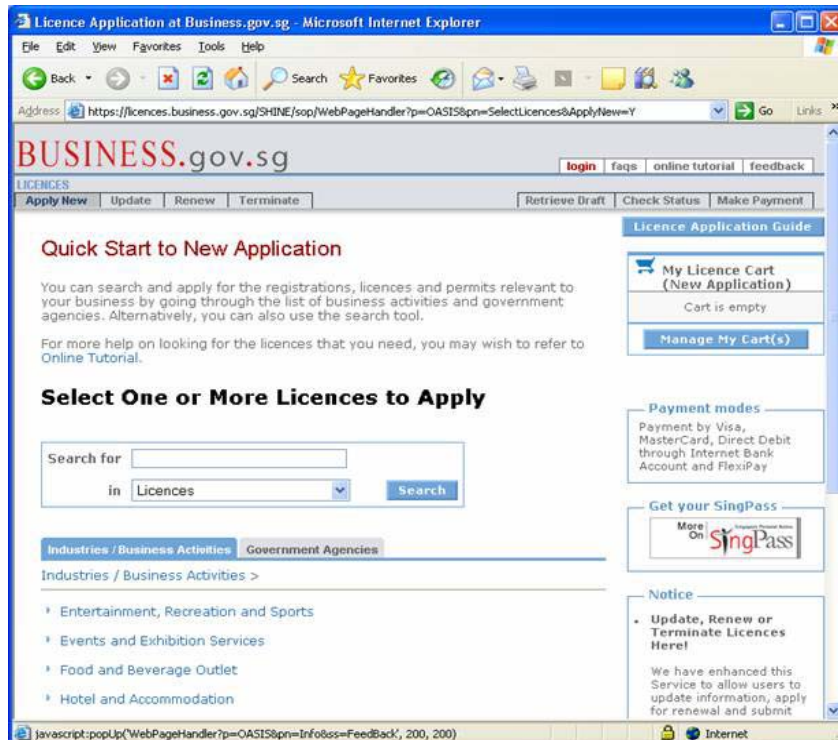 Licence Application at Business.gov.sg - Microsoft Internet Explorer
File Edit View Favorites Tools Help
Back Search Favorites
Address https://licences.business.gov.sg/SHINE/sop/WebPageHandler?p=OASIS&pn=SelectLicences&ApplyNew=Y Go Links »
BUSINESS.gov.sg
login faqs online tutorial feedback
LICENCES
Apply New Update Renew Terminate Retrieve Draft Check Status Make Payment
Quick Start to New Application
You can search and apply for the registrations, licences and permits relevant to
your business by going through the list of business activities and government
agencies. Alternatively, you can also use the search tool.
For more help on looking for the licences that you need, you may wish to refer to
Online Tutorial.
Select One or More Licences to Apply
Search for
in Licences Search
Industries / Business Activities Government Agencies
Industries / Business Activities >
Entertainment, Recreation and Sports
Events and Exhibition Services
Food and Beverage Outlet
Hotel and Accommodation
Licence Application Guide
My Licence Cart
(New Application)
Cart is empty
Manage My Cart(s)
Payment modes
Payment by Visa,
MasterCard, Direct Debit
through Internet Bank
Account and FlexiPay
Get your SingPass
More
On SingPass
Notice
Update, Renew or
Terminate Licences
Here!
We have enhanced this
Service to allow users to
update information, apply
for renewal and submit
javascript:popUp('WebPageHandler?p=OASIS&pn=Info&ss=FeedBack', 200, 200) Internet